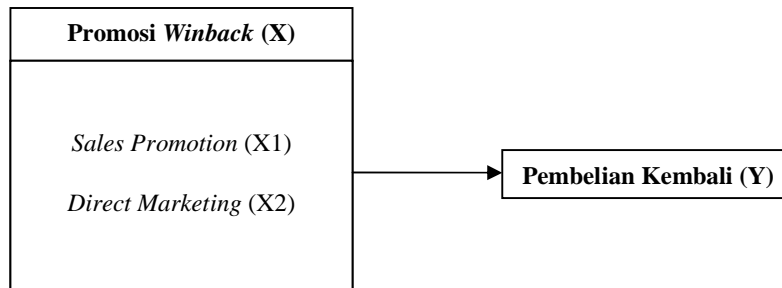 Promosi Winback (X)
Sales Promotion (X1)
Direct Marketing (X2)
Pembelian Kembali (Y)